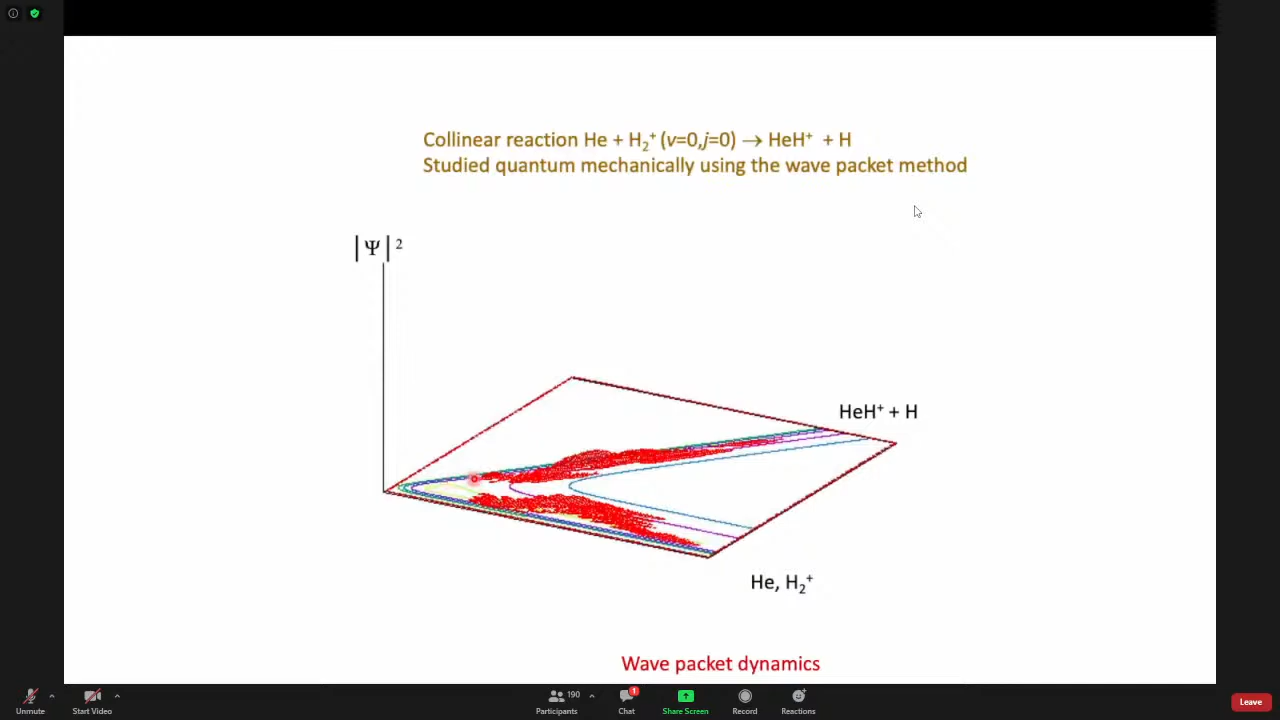 Collinear reaction He + H₂⁺ (v=0,j=0) → HeH⁺ + H
Studied quantum mechanically using the wave packet method
|Ψ|²
HeH⁺ + H
He, H₂⁺
Wave packet dynamics
Unmute
Start Video
190
Participants
1
Chat
Share Screen
Record
Reactions
Leave